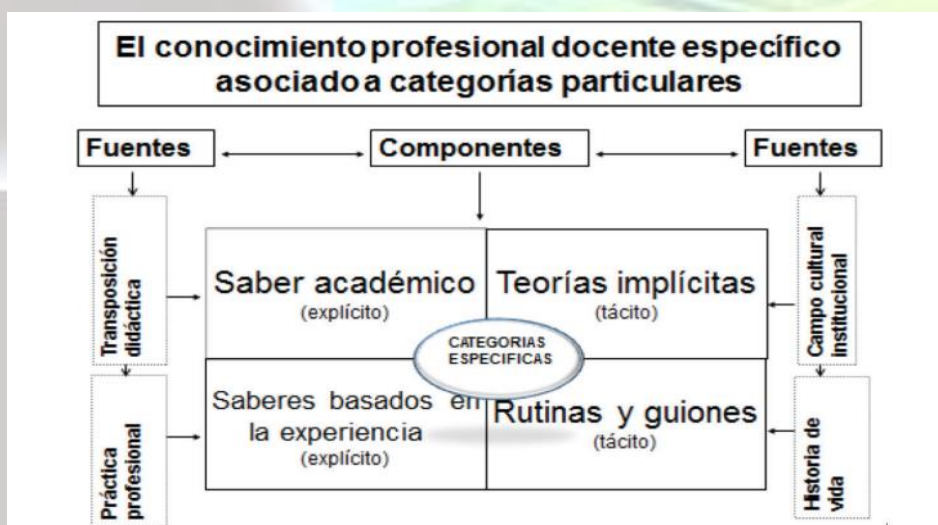 El conocimiento profesional docente específico
asociado a categorías particulares
Fuentes
Componentes
Fuentes
Transposición
didáctica
Saber académico
(explícito)
Teorías implícitas
(tácito)
Campo cultural
institucional
CATEGORIAS
ESPECIFICAS
Práctica
profesional
Saberes basados en
la experiencia
(explícito)
Rutinas y guiones
(tácito)
Historia de
vida